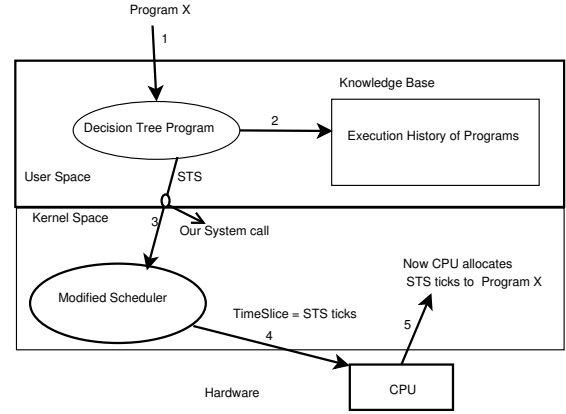 Program X
1
Knowledge Base
Decision Tree Program
2
Execution History of Programs
User Space
STS
Kernel Space
3
Our System call
Now CPU allocates
STS ticks to Program X
Modified Scheduler
TimeSlice = STS ticks
4
5
Hardware
CPU